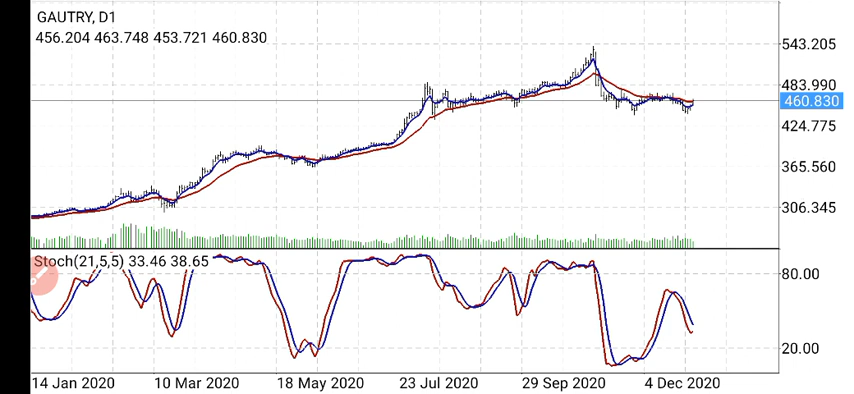 GAUTRY, D1
456.204 463.748 453.721 460.830
543.205
483.990
460.830
424.775
365.560
306.345
Stoch(21,5,5) 33.46 38.65
80.00
20.00
14 Jan 2020 10 Mar 2020 18 May 2020 23 Jul 2020 29 Sep 2020 4 Dec 2020